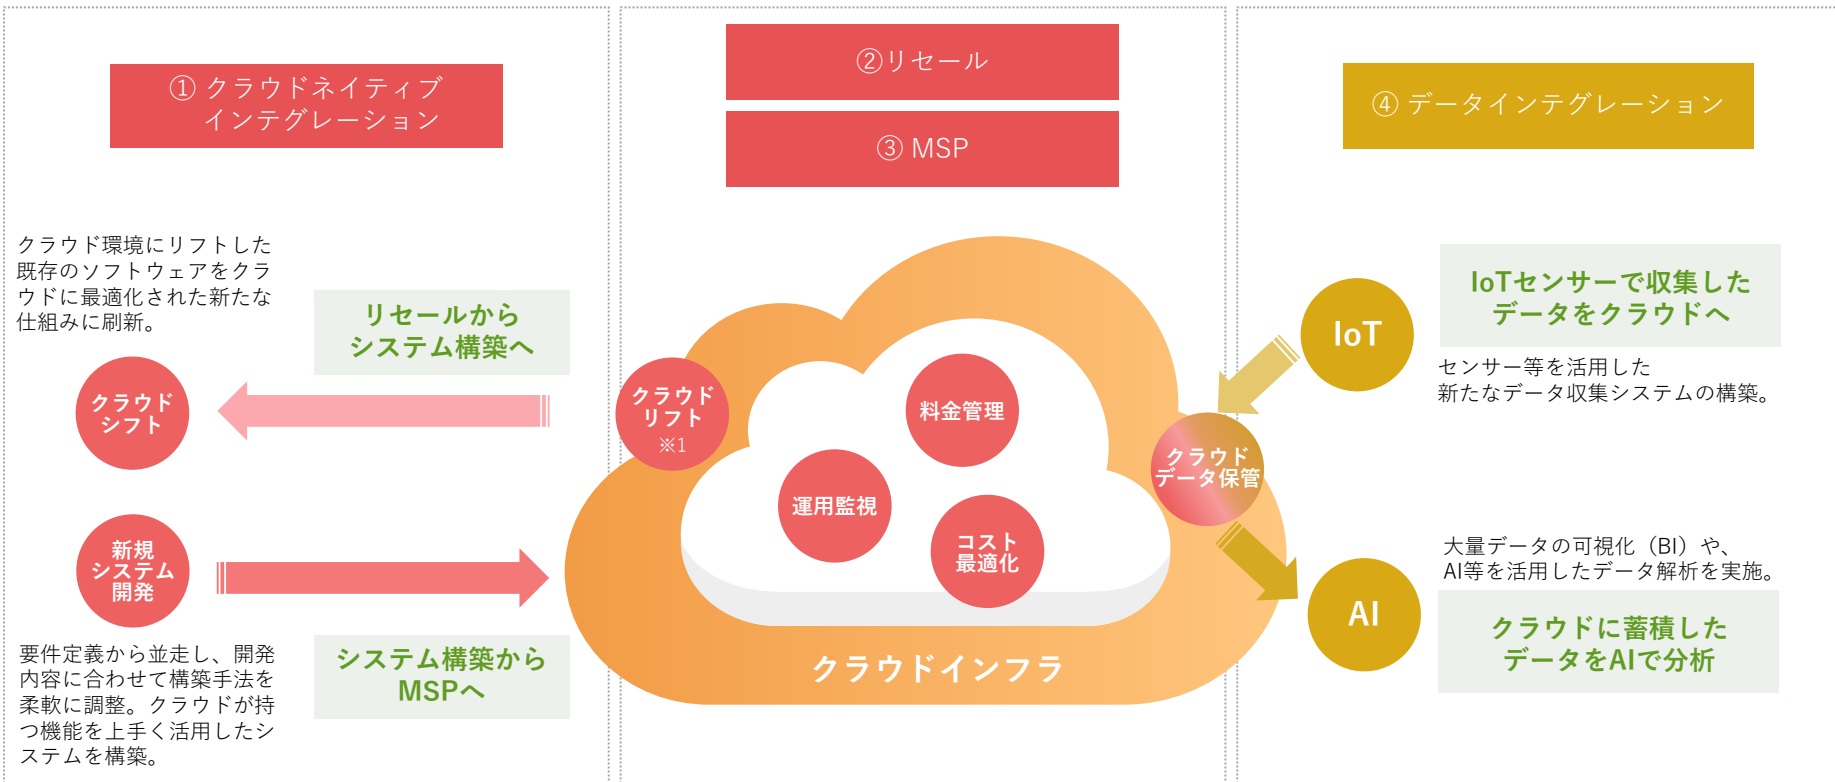 ① クラウドネイティブ
インテグレーション
クラウド環境にリフトした
既存のソフトウェアをクラ
ウドに最適化された新たな
仕組みに刷新。
リセールから
システム構築へ
クラウド
シフト
新規
システム
開発
要件定義から並走し、開発
内容に合わせて構築手法を
柔軟に調整。クラウドが持
つ機能を上手く活用したシ
ステムを構築。
システム構築から
MSPへ
②リセール
③ MSP
クラウド
リフト
※1
料金管理
運用監視
コスト
最適化
クラウド
データ保管
クラウドインフラ
④ データインテグレーション
IoT
IoTセンサーで収集した
データをクラウドへ
センサー等を活用した
新たなデータ収集システムの構築。
大量データの可視化（BI）や、
AI等を活用したデータ解析を実施。
AI
クラウドに蓄積した
データをAIで分析